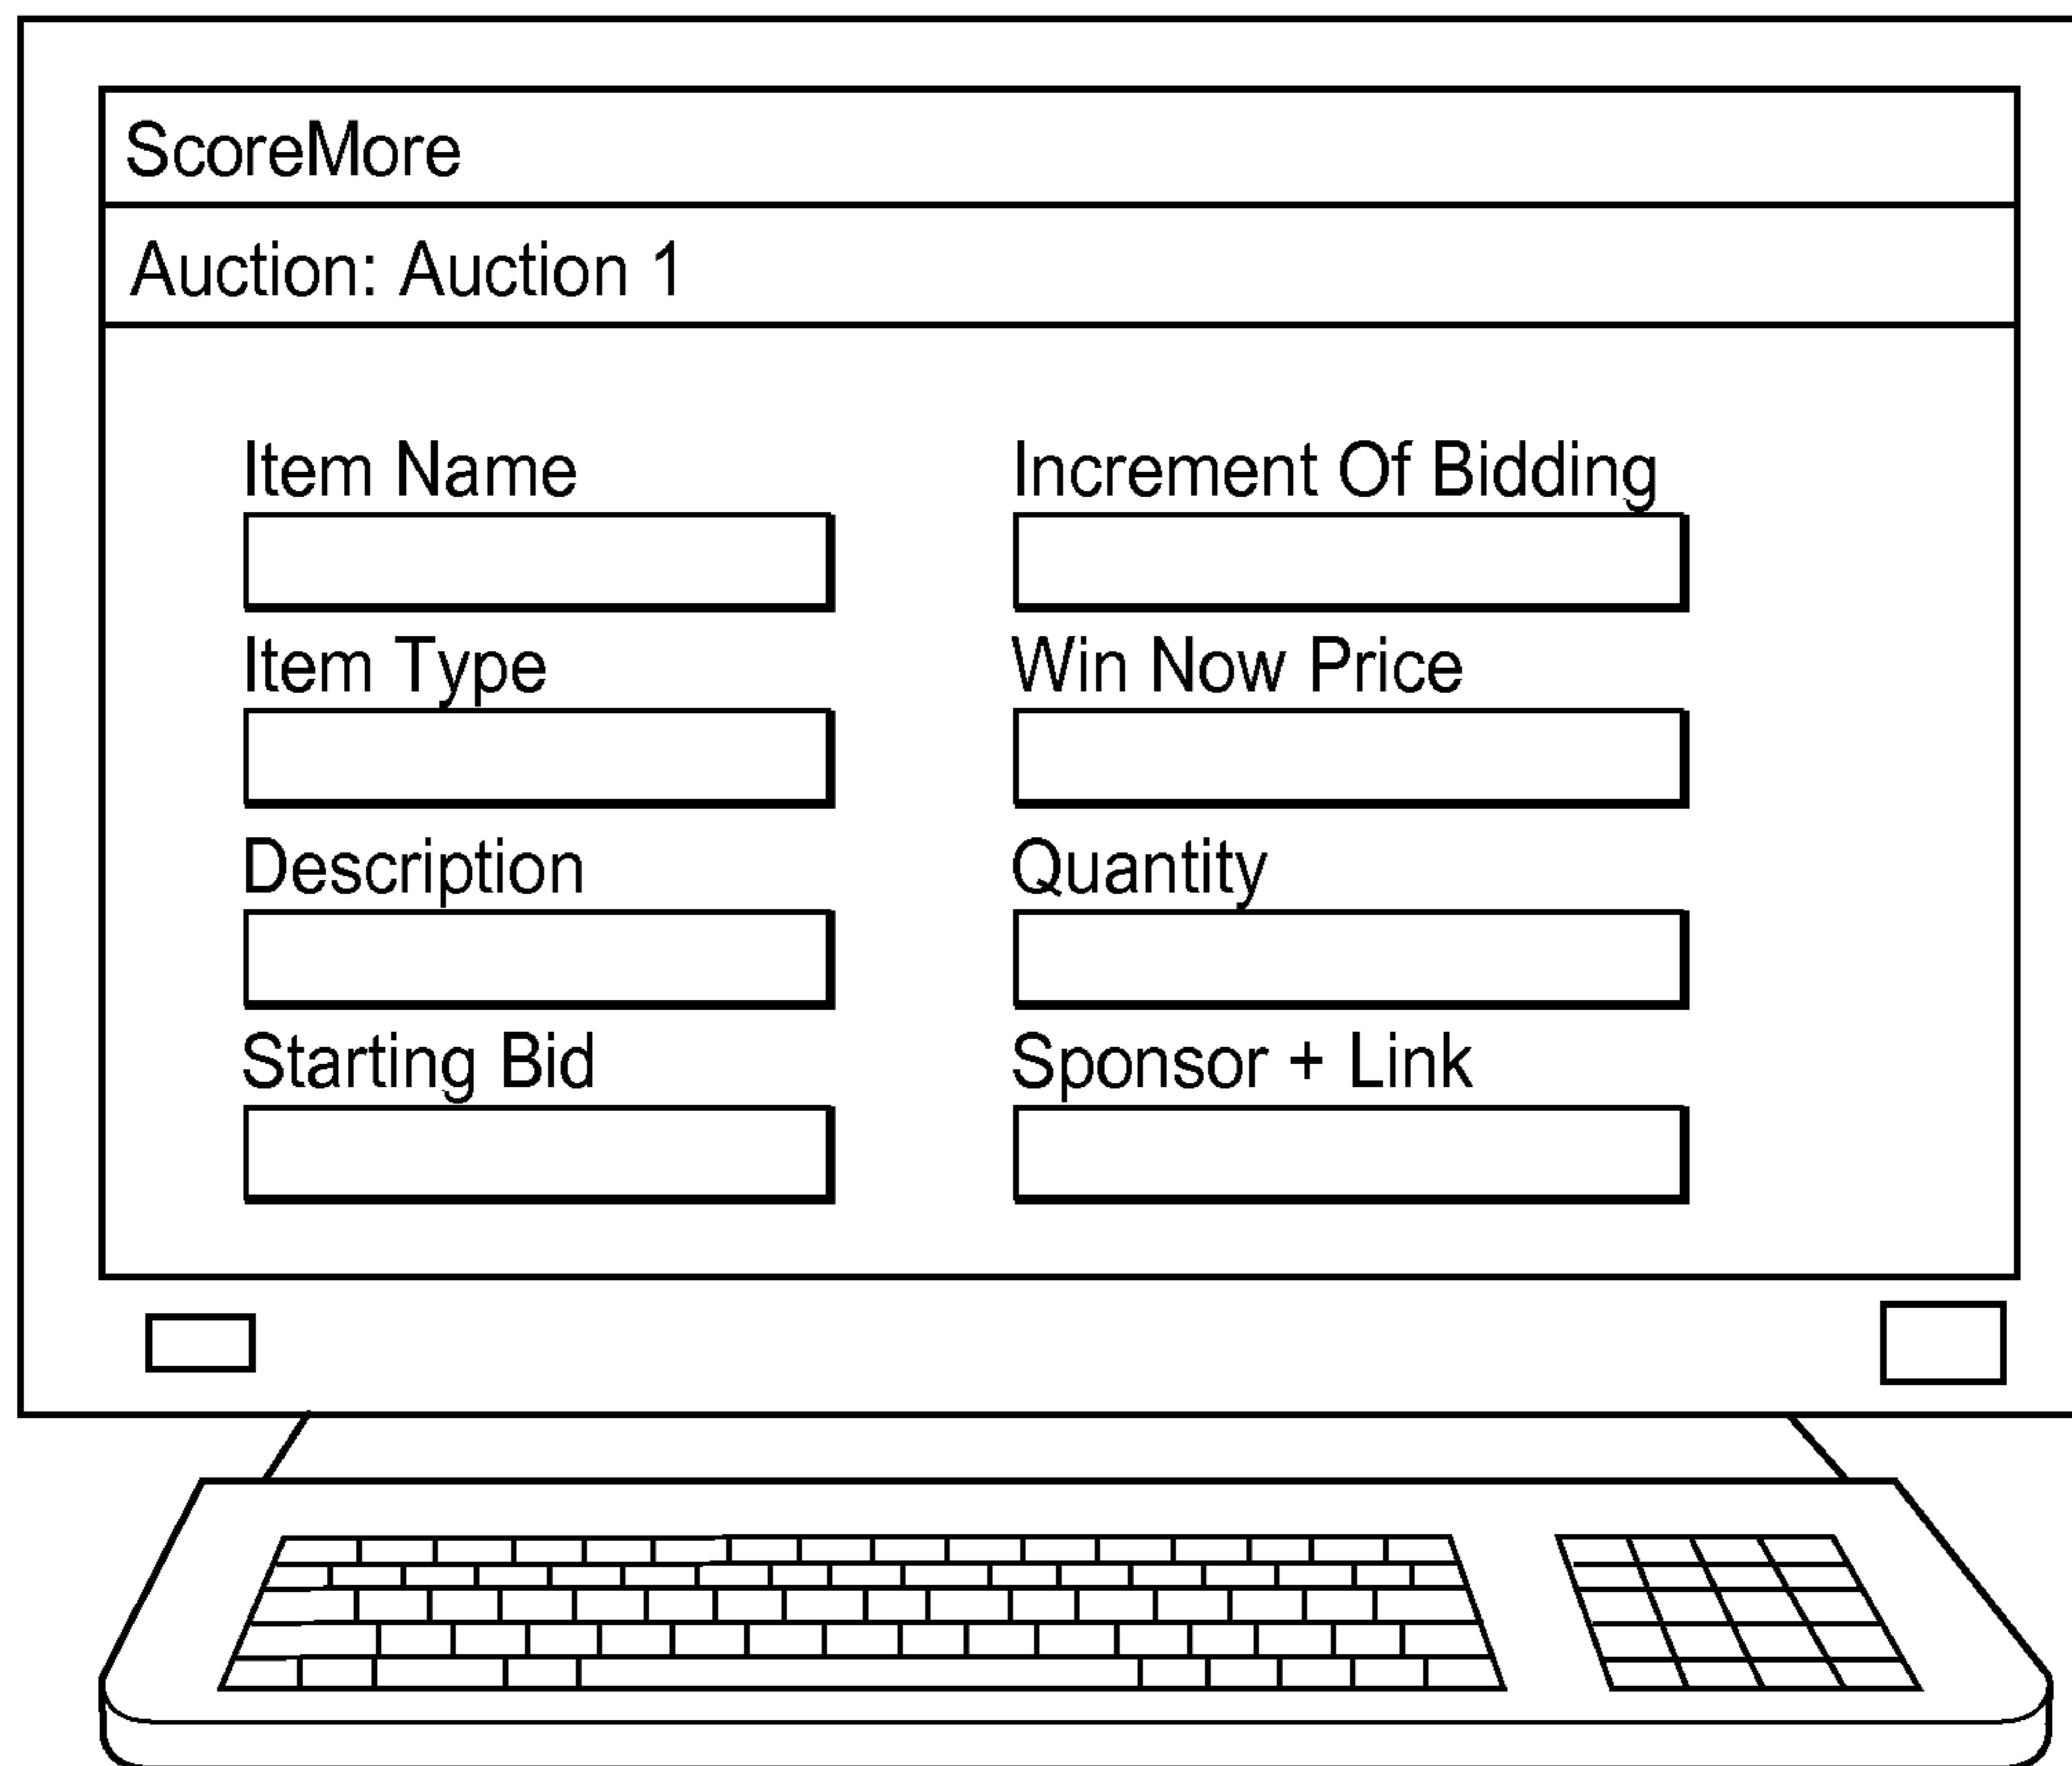 ScoreMore
Auction: Auction 1
Item Name
Increment Of Bidding
Item Type
Win Now Price
Description
Quantity
Starting Bid
Sponsor + Link